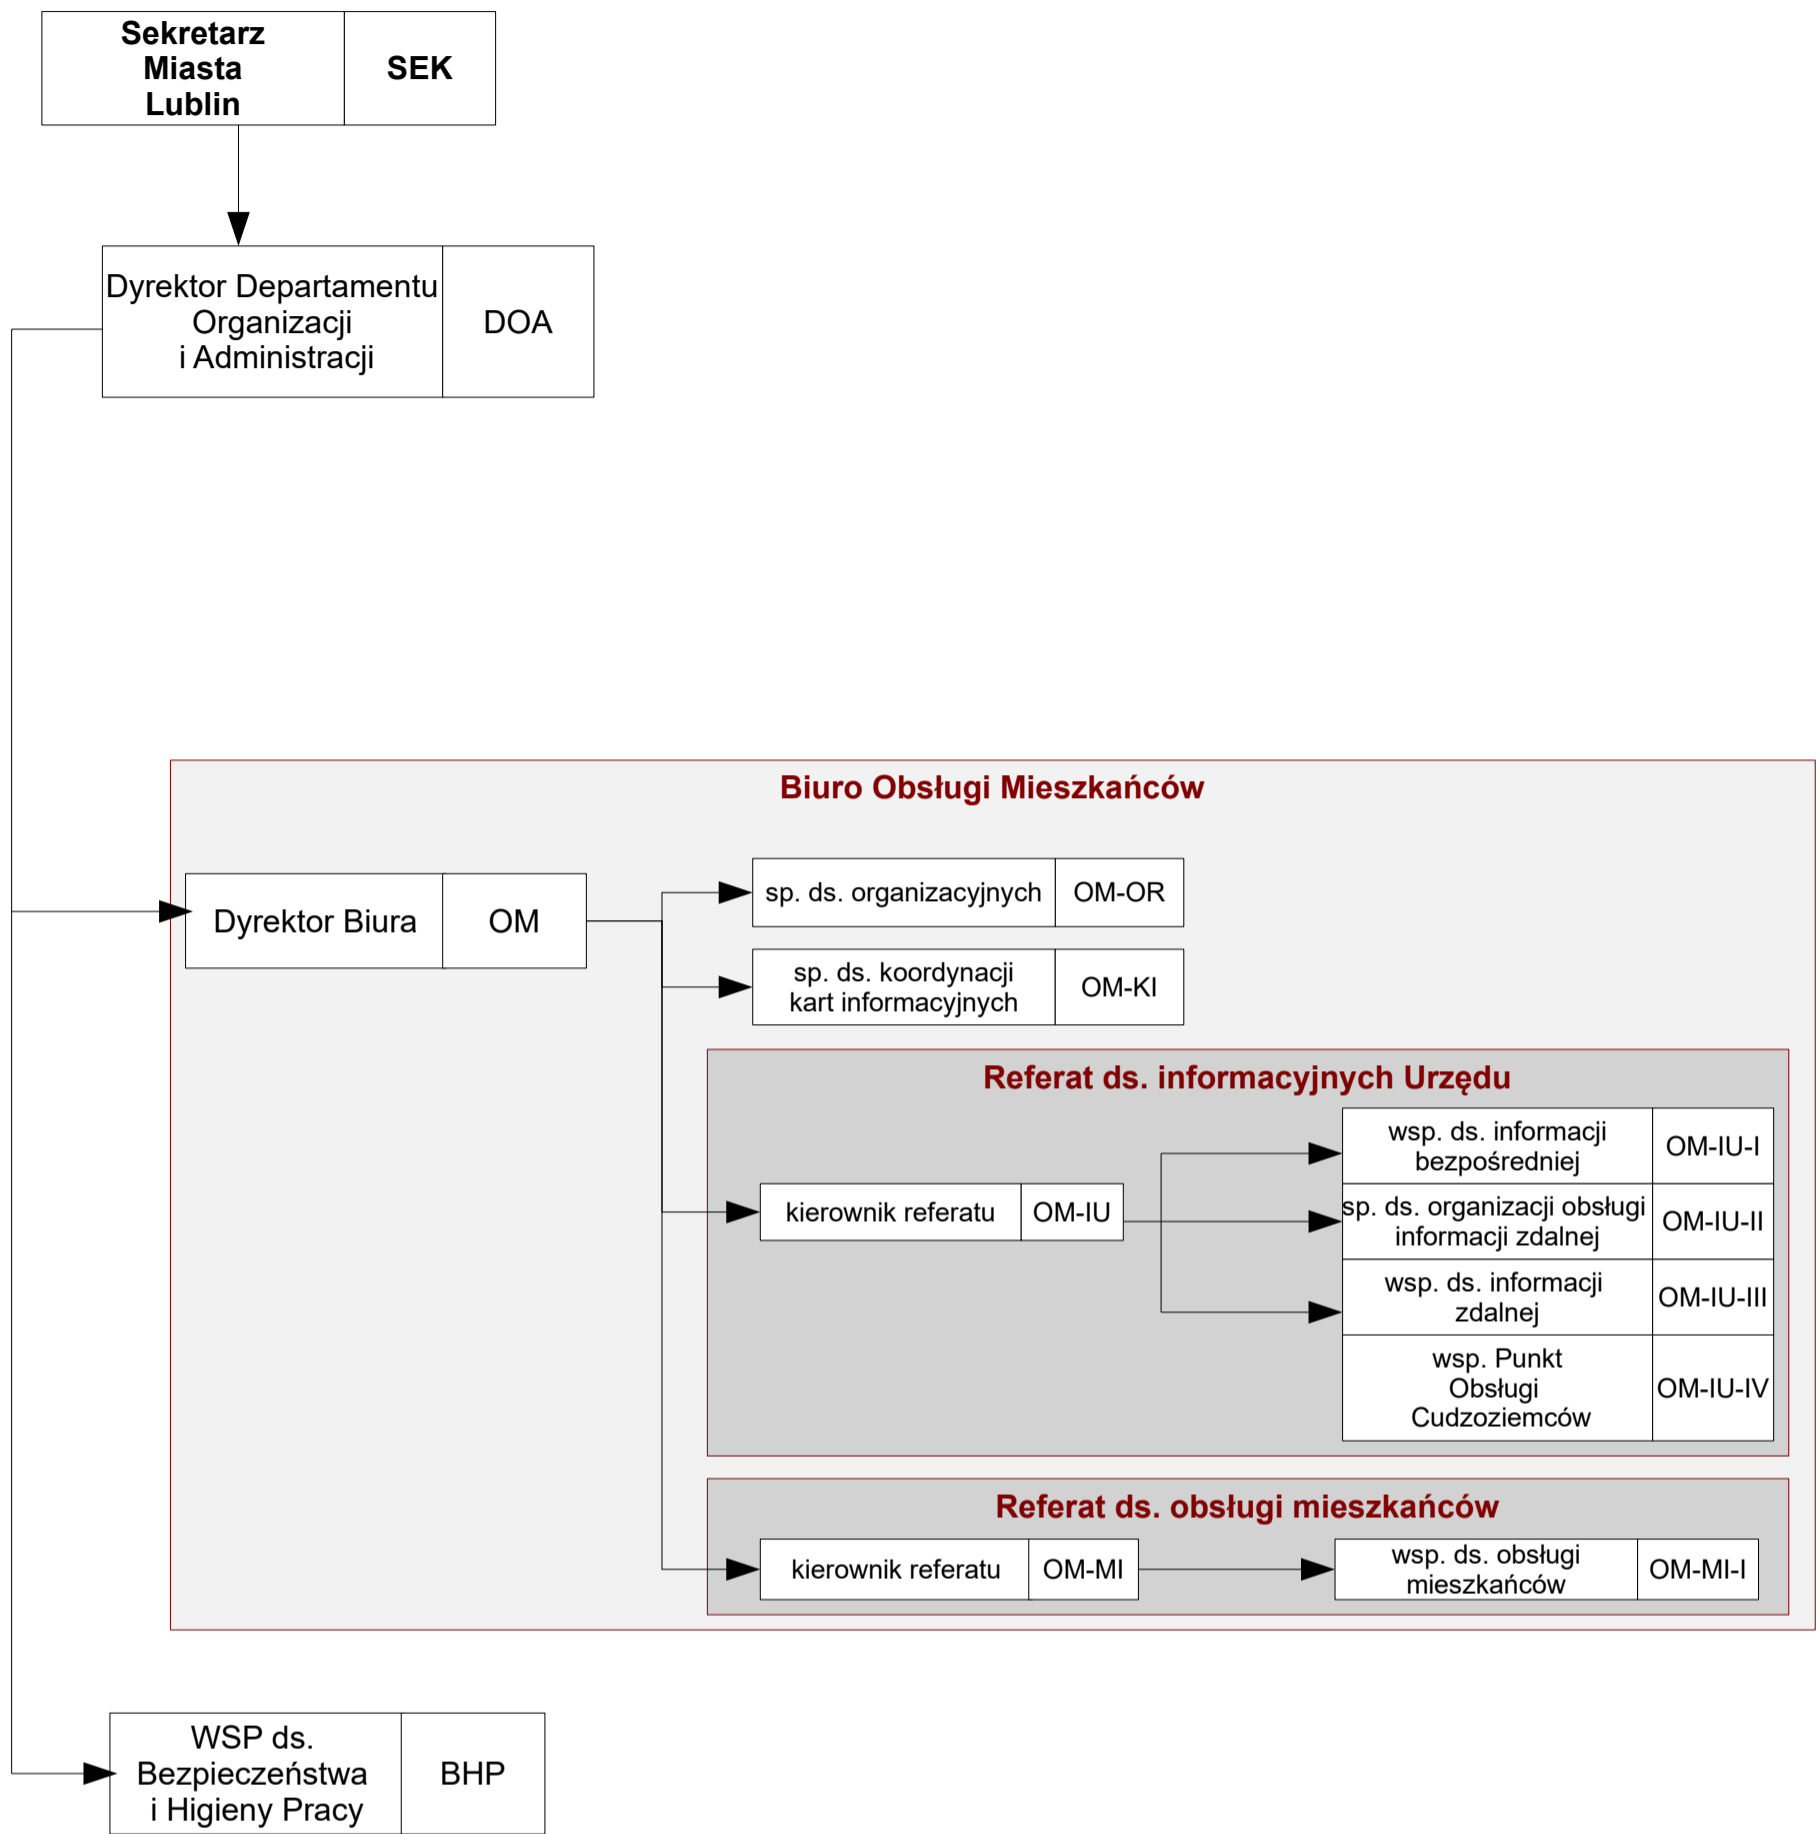 Sekretarz
Miasta
Lublin
SEK
Dyrektor Departamentu
Organizacji
i Administracji
DOA
Biuro Obsługi Mieszkańców
Dyrektor Biura
OM
sp. ds. organizacyjnych
OM-OR
sp. ds. koordynacji
kart informacyjnych
OM-KI
Referat ds. informacyjnych Urzędu
kierownik referatu
OM-IU
wsp. ds. informacji
bezpośredniej
OM-IU-I
sp. ds. organizacji obsługi
informacji zdalnej
OM-IU-II
wsp. ds. informacji
zdalnej
OM-IU-III
wsp. Punkt
Obsługi
Cudzoziemców
OM-IU-IV
Referat ds. obsługi mieszkańców
kierownik referatu
OM-MI
wsp. ds. obsługi
mieszkańców
OM-MI-I
WSP ds.
Bezpieczeństwa
i Higieny Pracy
BHP